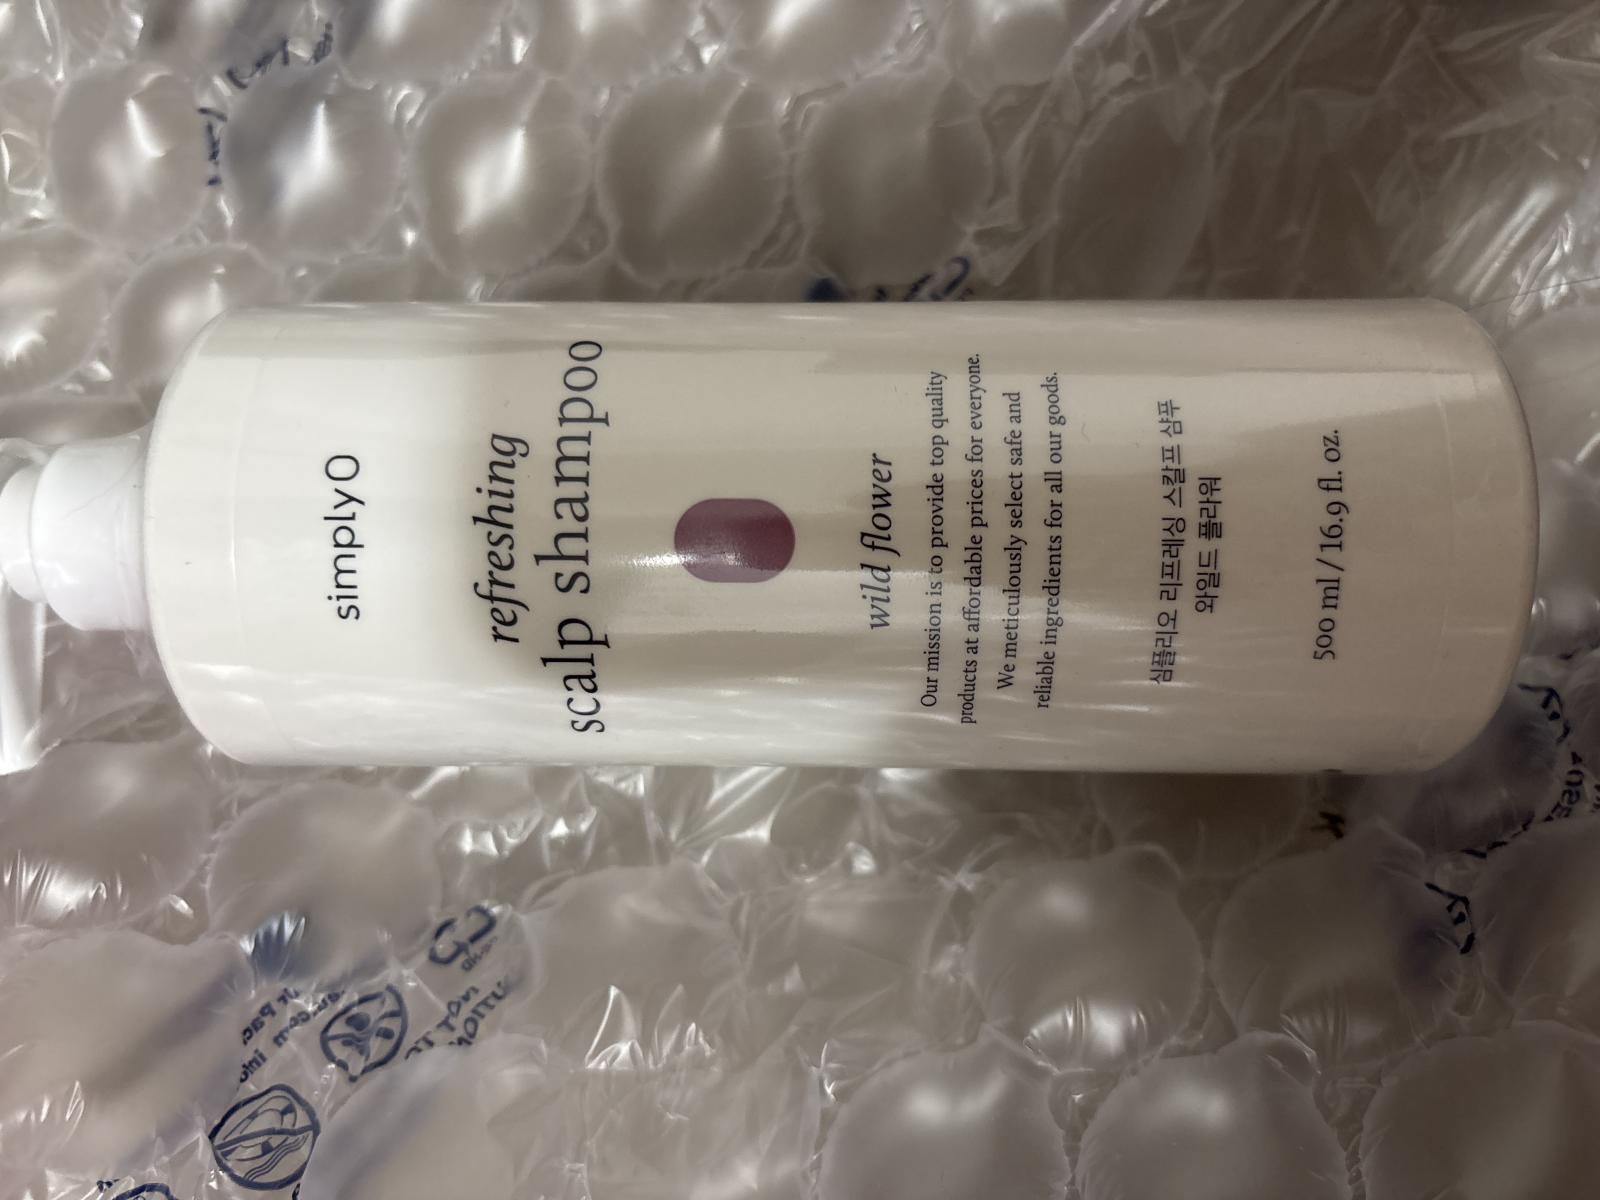 simplyO
refreshing
scalp shampoo
wild flower
Our mission is to provide top quality
products at affordable prices for everyone.
We meticulously select safe and
reliable ingredients for all our goods.
심플리오 리프레싱 스칼프 샴푸
와일드 플라워
500 ml / 16.9 fl. oz.